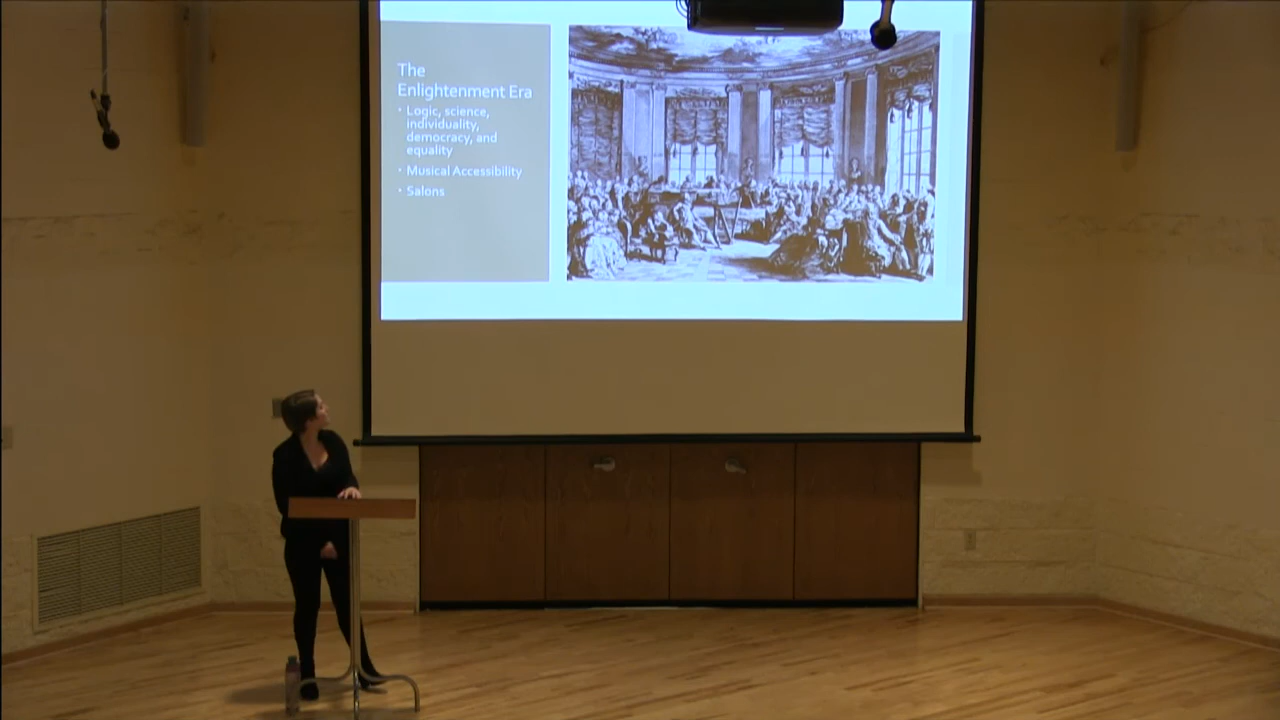 The
Enlightenment Era
• Logic, science,
individuality,
democracy, and
equality
• Musical Accessibility
• Salons